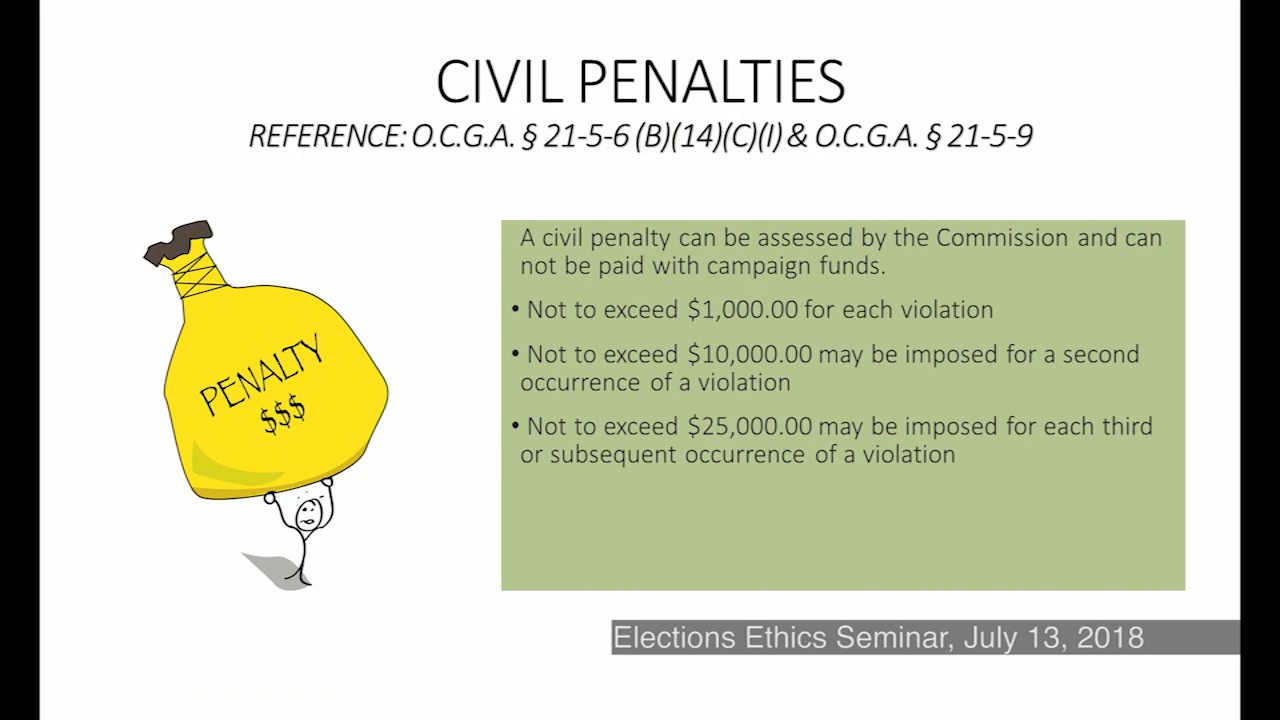 CIVIL PENALTIES
REFERENCE: O.C.G.A. § 21-5-6 (B)(14)(C)(I) & O.C.G.A. § 21-5-9
PENALTY
$$$
A civil penalty can be assessed by the Commission and can
not be paid with campaign funds.
• Not to exceed $1,000.00 for each violation
• Not to exceed $10,000.00 may be imposed for a second
occurrence of a violation
• Not to exceed $25,000.00 may be imposed for each third
or subsequent occurrence of a violation
Elections Ethics Seminar, July 13, 2018